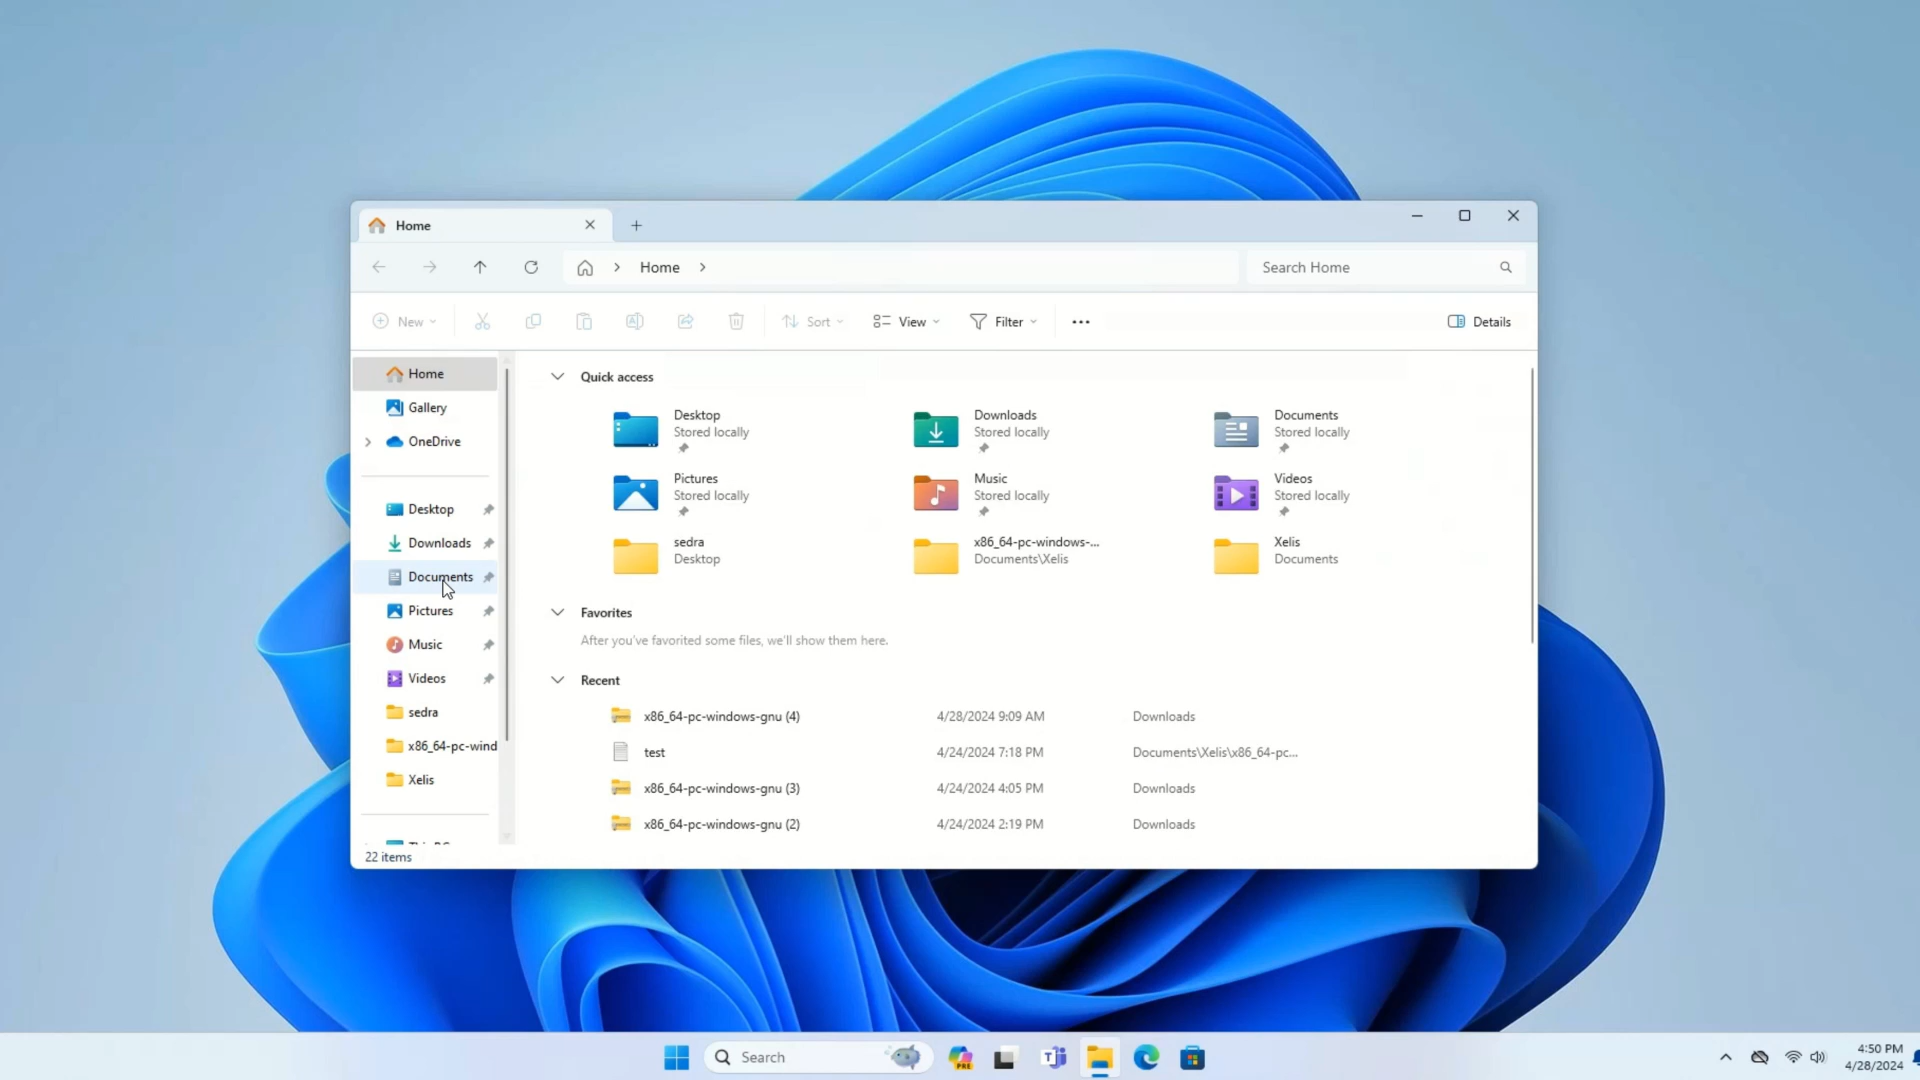 Home
Home
Search Home
New
Sort
View
Filter
Details
Home
Gallery
OneDrive
Desktop
Downloads
Documents
Pictures
Music
Videos
sedra
x86_64-pc-wind
Xelis
22 items
Quick access
Desktop
Stored locally
Downloads
Stored locally
Documents
Stored locally
Pictures
Stored locally
Music
Stored locally
Videos
Stored locally
sedra
Desktop
x86_64-pc-windows-...
Documents\Xelis
Xelis
Documents
Favorites
After you've favorited some files, we'll show them here.
Recent
x86_64-pc-windows-gnu (4) 4/28/2024 9:09 AM Downloads
test 4/24/2024 7:18 PM Documents\Xelis\x86_64-pc...
x86_64-pc-windows-gnu (3) 4/24/2024 4:05 PM Downloads
x86_64-pc-windows-gnu (2) 4/24/2024 2:19 PM Downloads
Search
PRE
4:50 PM
4/28/2024